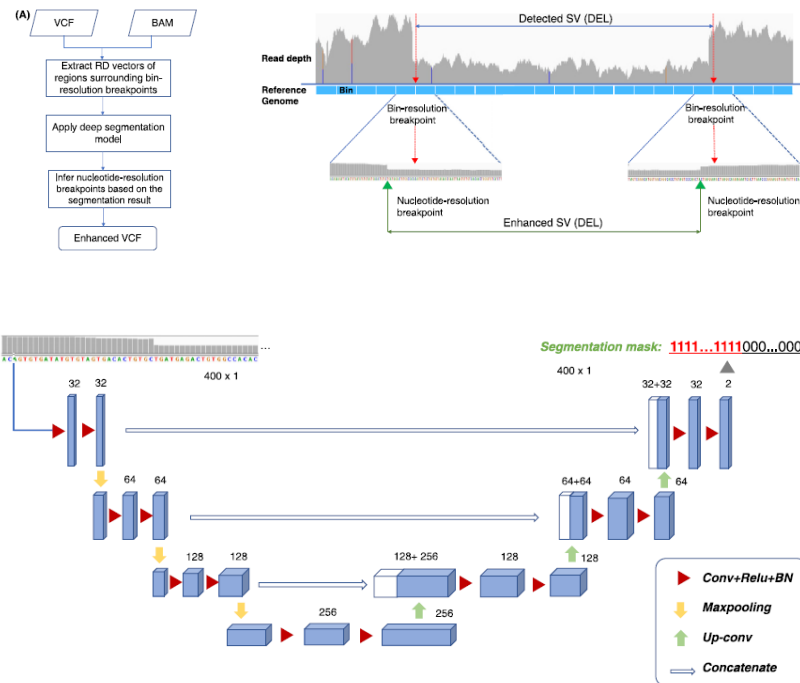 (A)
VCF
BAM
Extract RD vectors of
regions surrounding bin-
resolution breakpoints
Apply deep segmentation
model
Infer nucleotide-resolution
breakpoints based on the
segmentation result
Enhanced VCF
Detected SV (DEL)
Read depth
Reference
Genome
Bin
Bin-resolution
breakpoint
Bin-resolution
breakpoint
Nucleotide-resolution
breakpoint
Nucleotide-resolution
breakpoint
Enhanced SV (DEL)
...
400 x 1
Segmentation mask: 1111...1111000...000
400 x 1
32
32
32+32
32
2
64
64
64+64
64
64
128
128
128+ 256
128
128
256
256
Conv+Relu+BN
Maxpooling
Up-conv
Concatenate